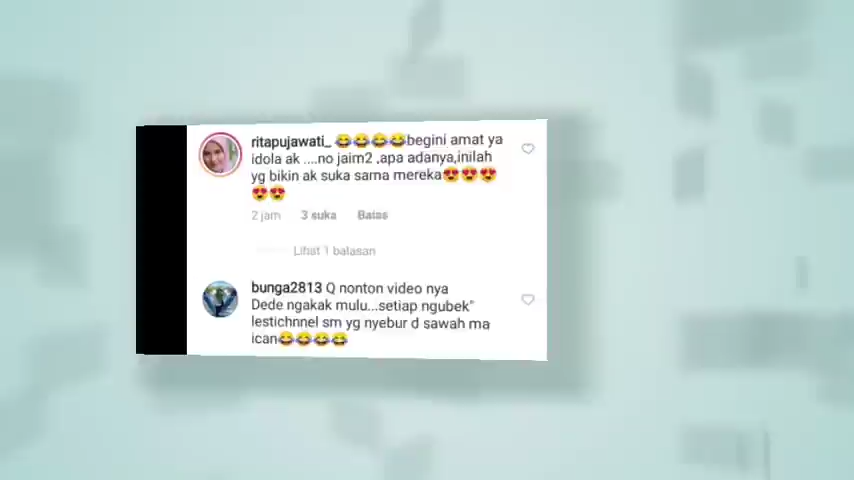 ritapujawati_ 😂😂😂😂begini amat ya
idola ak ....no jaim2 ,apa adanya,inilah
yg bikin ak suka sama mereka😍😍😍
😍😍
2 jam 3 suka Balas
Lihat 1 balasan
bunga2813 Q nonton video nya
Dede ngakak mulu...setiap ngubek"
lestichnnel sm yg nyebur d sawah ma
ican😂😂😂😂